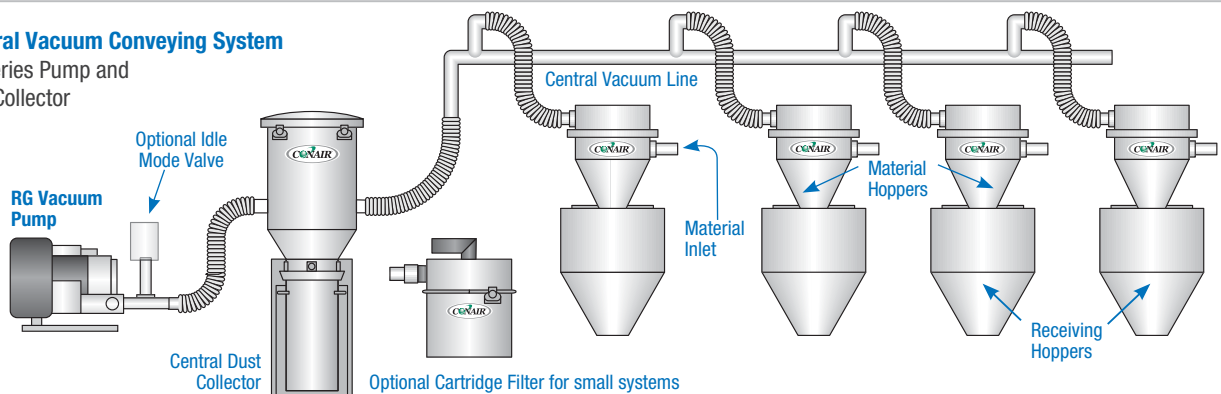 ral Vacuum Conveying System
eries Pump and
Collector
Central Vacuum Line
Optional Idle
Mode Valve
CONAIR
CONAIR
CONAIR
CONAIR
CONAIR
Material
Hoppers
RG Vacuum
Pump
Material
Inlet
CONAIR
Receiving
Hoppers
Central Dust
Collector
Optional Cartridge Filter for small systems